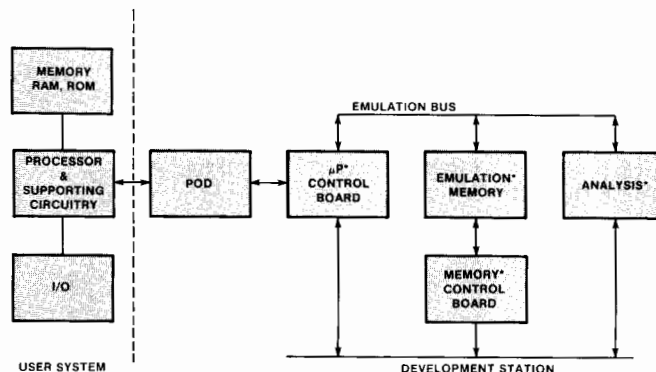 MEMORY
RAM, ROM
PROCESSOR
&
SUPPORTING
CIRCUITRY
I/O
USER SYSTEM
POD
EMULATION BUS
μP*
CONTROL
BOARD
EMULATION*
MEMORY
ANALYSIS*
MEMORY*
CONTROL
BOARD
DEVELOPMENT STATION